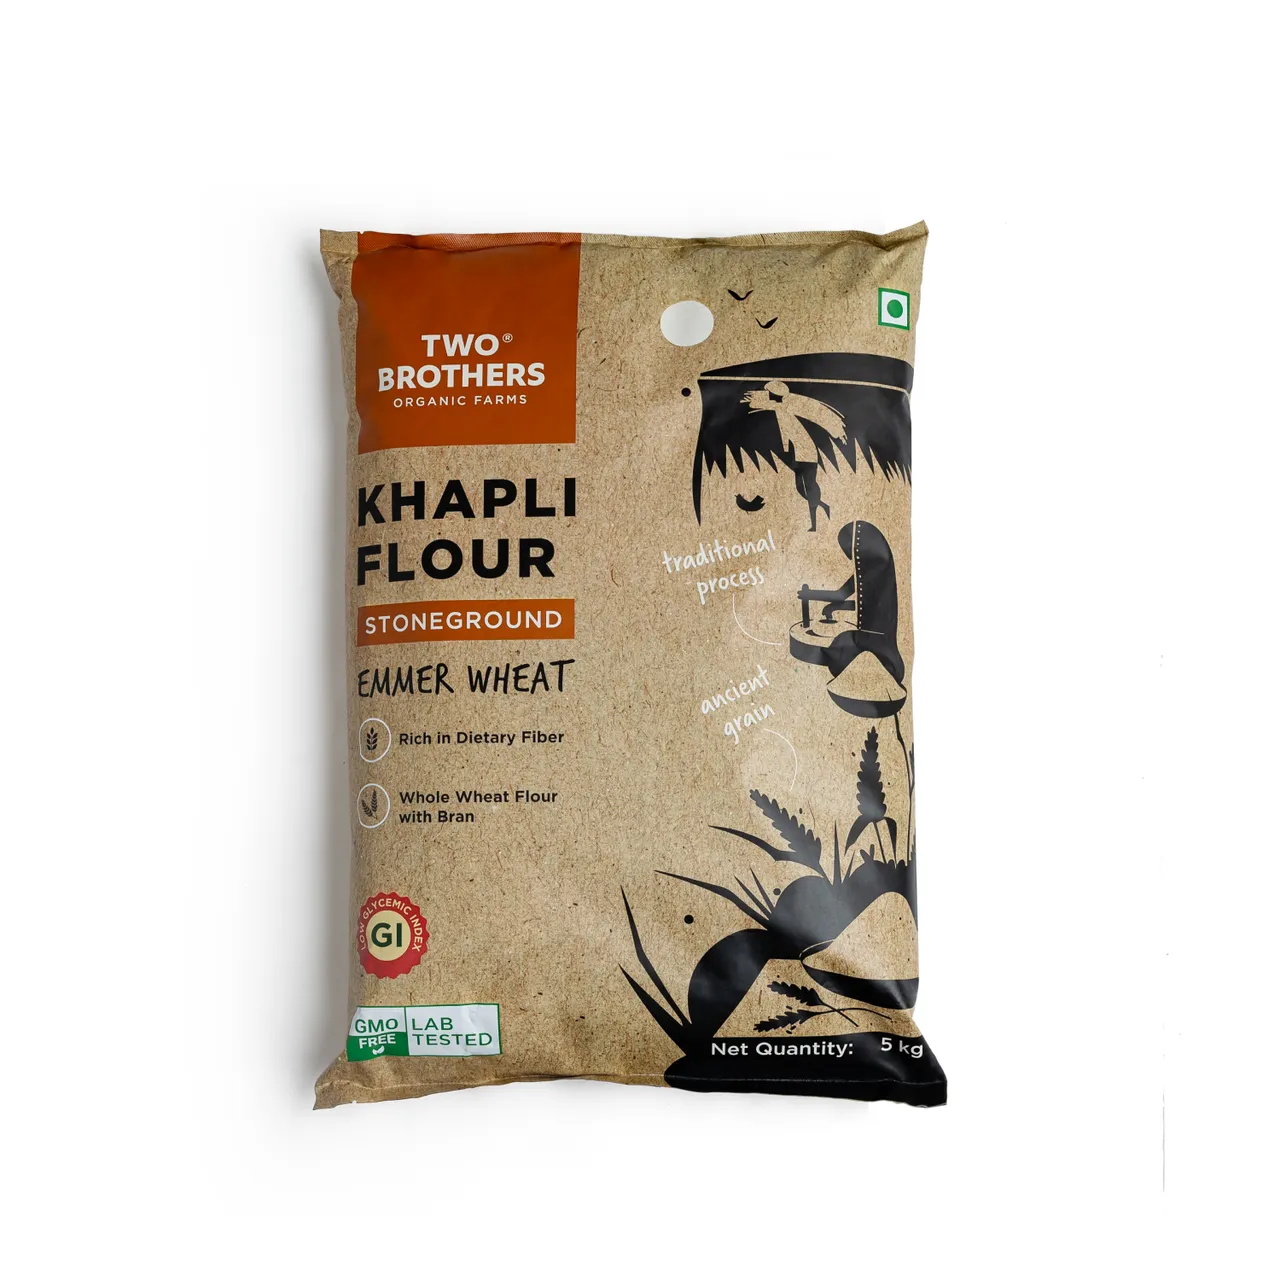 TWO®
BROTHERS
ORGANIC FARMS
KHAPLI
FLOUR
STONEGROUND
EMMER WHEAT
Rich in Dietary Fiber
Whole Wheat Flour
with Bran
LOW GLYCEMIC INDEX
GI
GMO
FREE
LAB
TESTED
traditional
process
ancient
grain
Net Quantity: 5 kg